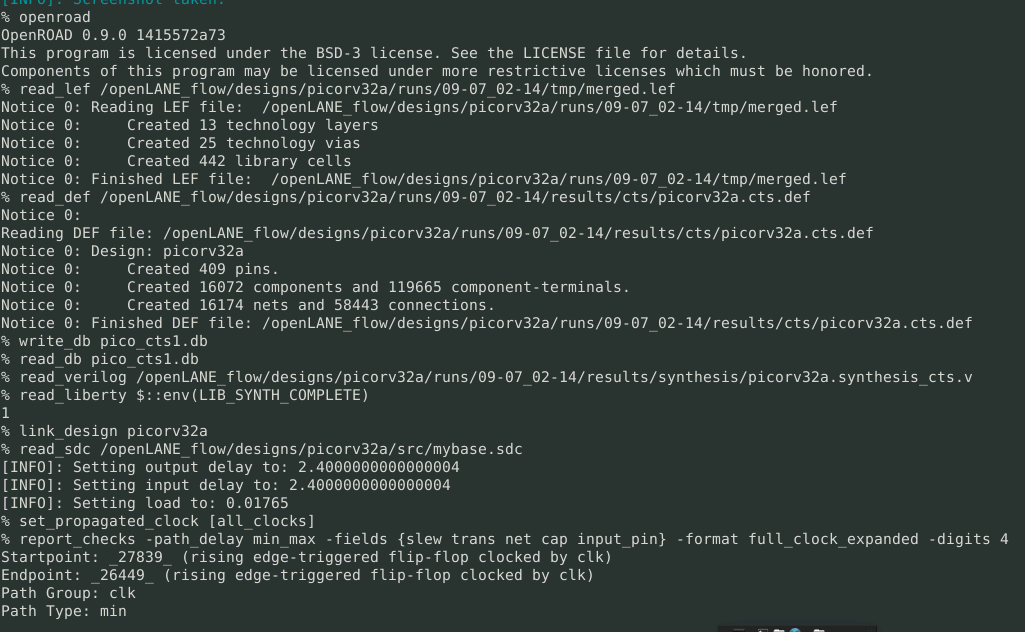 [INFO]: Screenshot taken.
% openroad
OpenROAD 0.9.0 1415572a73
This program is licensed under the BSD-3 license. See the LICENSE file for details.
Components of this program may be licensed under more restrictive licenses which must be honored.
% read_lef /openLANE_flow/designs/picorv32a/runs/09-07_02-14/tmp/merged.lef
Notice 0: Reading LEF file:  /openLANE_flow/designs/picorv32a/runs/09-07_02-14/tmp/merged.lef
Notice 0:     Created 13 technology layers
Notice 0:     Created 25 technology vias
Notice 0:     Created 442 library cells
Notice 0: Finished LEF file:  /openLANE_flow/designs/picorv32a/runs/09-07_02-14/tmp/merged.lef
% read_def /openLANE_flow/designs/picorv32a/runs/09-07_02-14/results/cts/picorv32a.cts.def
Notice 0:
Reading DEF file: /openLANE_flow/designs/picorv32a/runs/09-07_02-14/results/cts/picorv32a.cts.def
Notice 0: Design: picorv32a
Notice 0:     Created 409 pins.
Notice 0:     Created 16072 components and 119665 component-terminals.
Notice 0:     Created 16174 nets and 58443 connections.
Notice 0: Finished DEF file: /openLANE_flow/designs/picorv32a/runs/09-07_02-14/results/cts/picorv32a.cts.def
% write_db pico_cts1.db
% read_db pico_cts1.db
% read_verilog /openLANE_flow/designs/picorv32a/runs/09-07_02-14/results/synthesis/picorv32a.synthesis_cts.v
% read_liberty $::env(LIB_SYNTH_COMPLETE)
1
% link_design picorv32a
% read_sdc /openLANE_flow/designs/picorv32a/src/mybase.sdc
[INFO]: Setting output delay to: 2.4000000000000004
[INFO]: Setting input delay to: 2.4000000000000004
[INFO]: Setting load to: 0.01765
% set_propagated_clock [all_clocks]
% report_checks -path_delay min_max -fields {slew trans net cap input_pin} -format full_clock_expanded -digits 4
Startpoint: _27839_ (rising edge-triggered flip-flop clocked by clk)
Endpoint: _26449_ (rising edge-triggered flip-flop clocked by clk)
Path Group: clk
Path Type: min